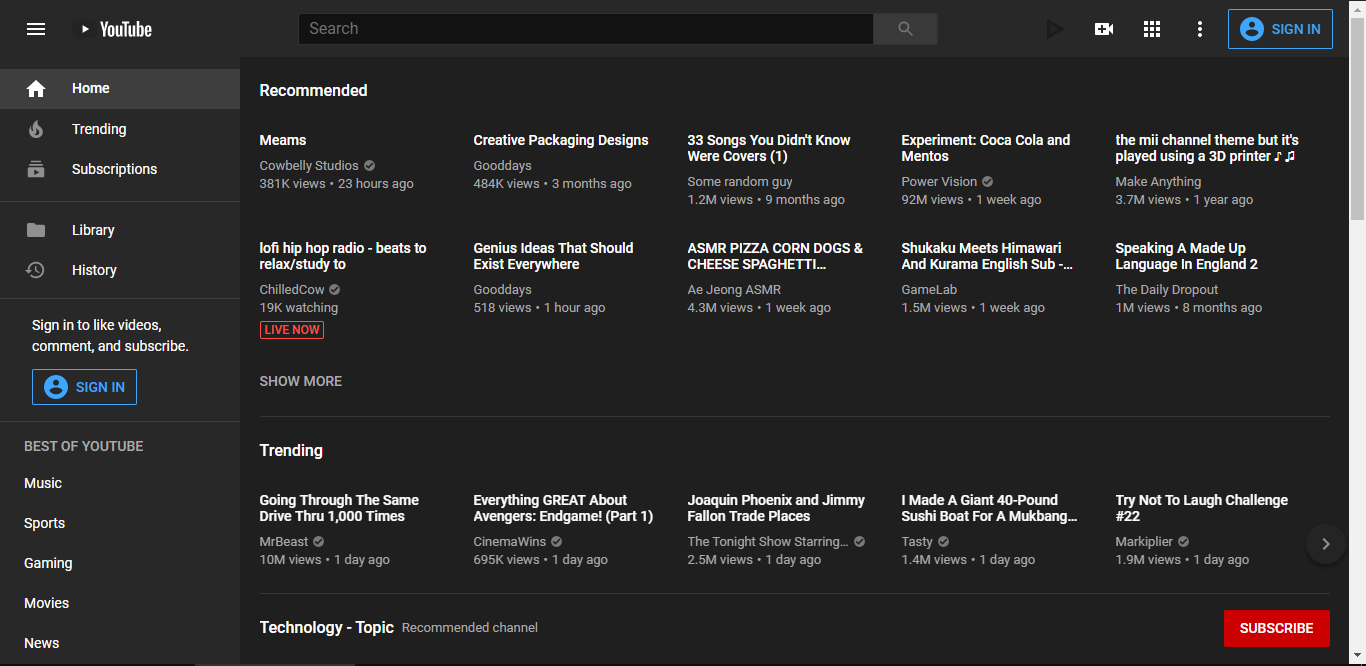 YouTube
Search
SIGN IN
Home
Trending
Subscriptions
Library
History
Sign in to like videos,
comment, and subscribe.
SIGN IN
BEST OF YOUTUBE
Music
Sports
Gaming
Movies
News
Recommended
Meams
Cowbelly Studios
381K views • 23 hours ago
Creative Packaging Designs
Gooddays
484K views • 3 months ago
33 Songs You Didn't Know
Were Covers (1)
Some random guy
1.2M views • 9 months ago
Experiment: Coca Cola and
Mentos
Power Vision
92M views • 1 week ago
the mii channel theme but it's
played using a 3D printer ♪ ♫
Make Anything
3.7M views • 1 year ago
lofi hip hop radio - beats to
relax/study to
ChilledCow
19K watching
LIVE NOW
Genius Ideas That Should
Exist Everywhere
Gooddays
518 views • 1 hour ago
ASMR PIZZA CORN DOGS &
CHEESE SPAGHETTI...
Ae Jeong ASMR
4.3M views • 1 week ago
Shukaku Meets Himawari
And Kurama English Sub -...
GameLab
1.5M views • 1 week ago
Speaking A Made Up
Language In England 2
The Daily Dropout
1M views • 8 months ago
SHOW MORE
Trending
Going Through The Same
Drive Thru 1,000 Times
MrBeast
10M views • 1 day ago
Everything GREAT About
Avengers: Endgame! (Part 1)
CinemaWins
695K views • 1 day ago
Joaquin Phoenix and Jimmy
Fallon Trade Places
The Tonight Show Starring...
2.5M views • 1 day ago
I Made A Giant 40-Pound
Sushi Boat For A Mukbang...
Tasty
1.4M views • 1 day ago
Try Not To Laugh Challenge
#22
Markiplier
1.9M views • 1 day ago
Technology - Topic Recommended channel
SUBSCRIBE